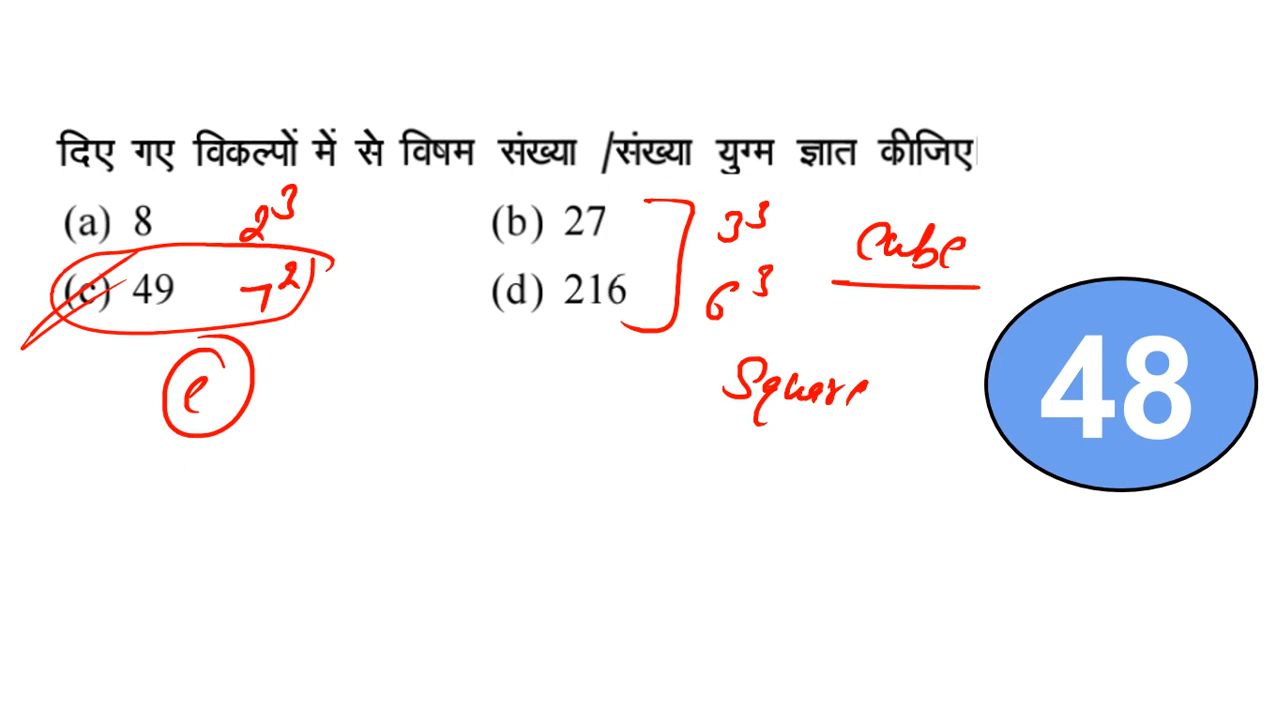 दिए गए विकल्पों में से विषम संख्या /संख्या युग्म ज्ञात कीजिए
(a) 8 2³ (b) 27 3³ Cube
(c) 49 7² (d) 216 6³
48
C Square